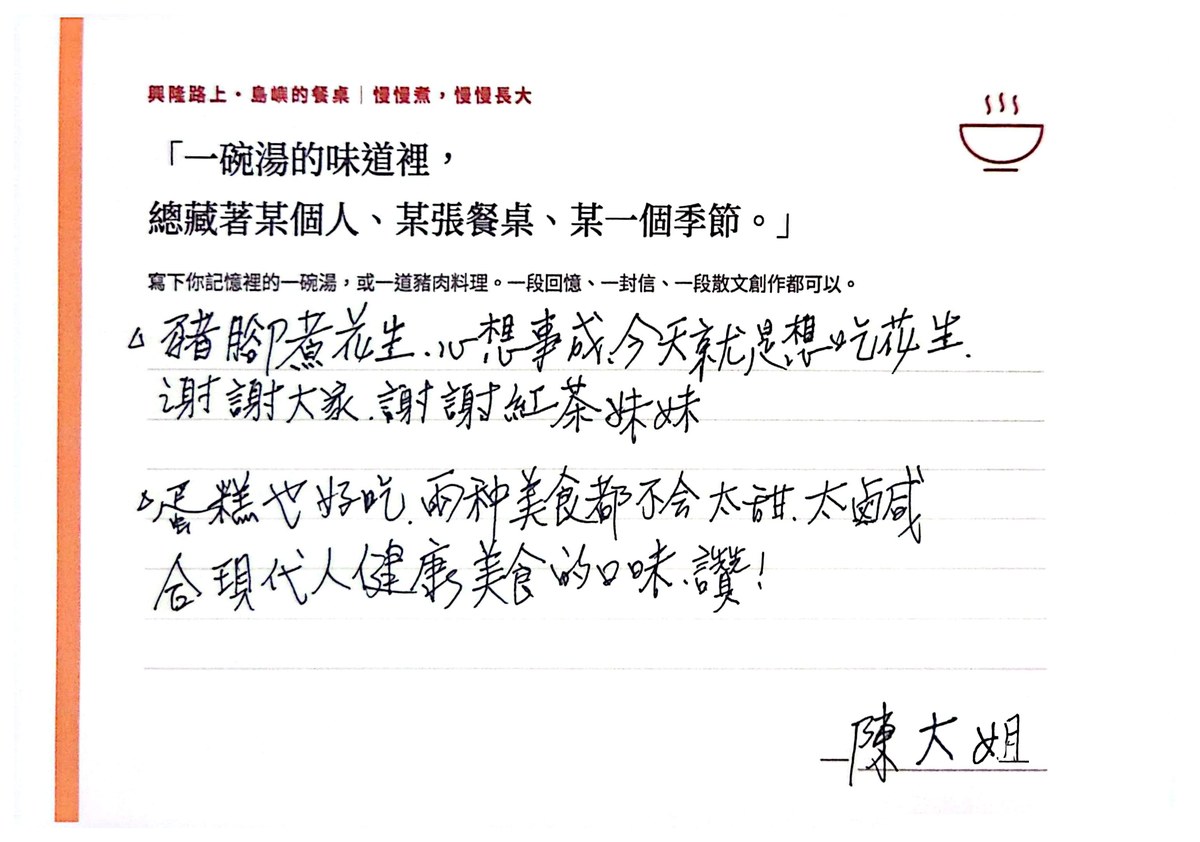 興隆路上・島嶼的餐桌｜慢慢煮，慢慢長大
「一碗湯的味道裡，
總藏著某個人、某張餐桌、某一個季節。」
寫下你記憶裡的一碗湯，或一道豬肉料理。一段回憶、一封信、一段散文創作都可以。
△豬腳煮花生.心想事成.今天就是想吃花生.
谢謝大家.謝謝紅茶妹妹
△蛋糕也好吃.兩种美食都不会太甜.太鹵咸
合現代人健康美食的口味.讚!
—陳大姐